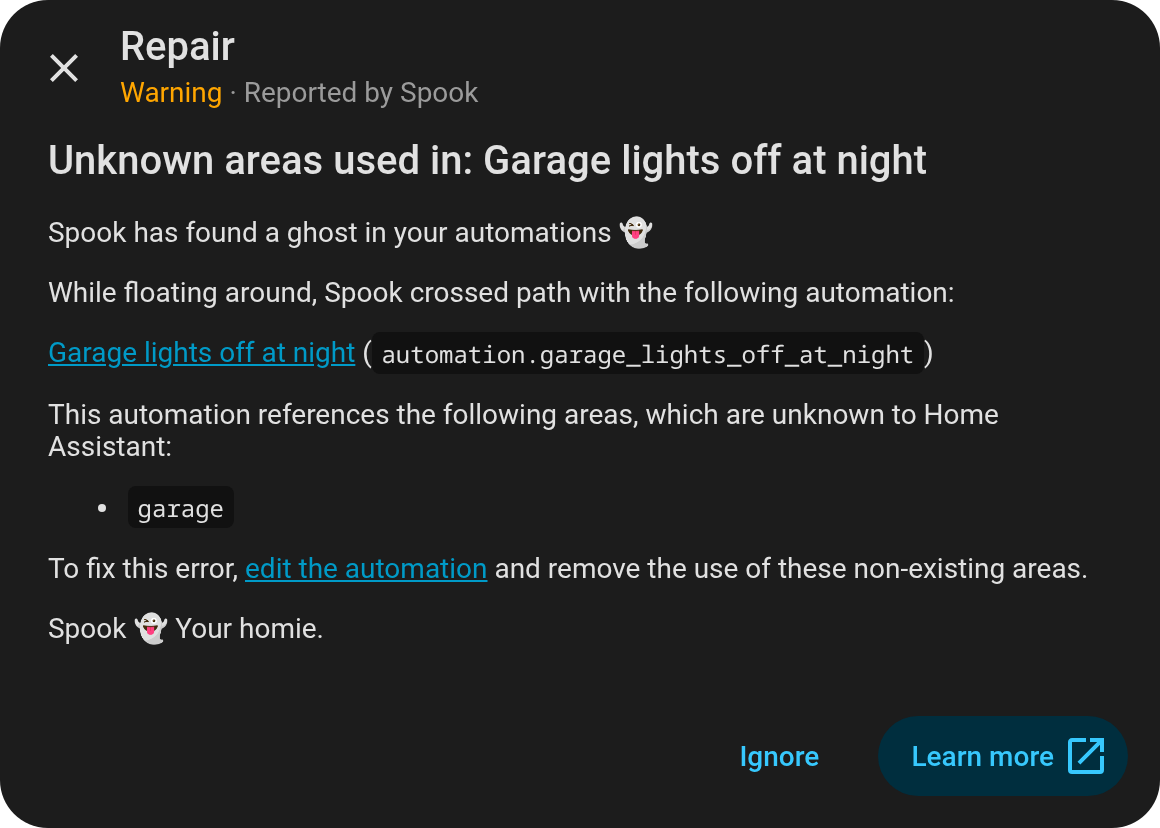 Repair
Warning · Reported by Spook
Unknown areas used in: Garage lights off at night
Spook has found a ghost in your automations 👻
While floating around, Spook crossed path with the following automation:
Garage lights off at night (automation.garage_lights_off_at_night)
This automation references the following areas, which are unknown to Home
Assistant:
• garage
To fix this error, edit the automation and remove the use of these non-existing areas.
Spook 👻 Your homie.
Ignore Learn more